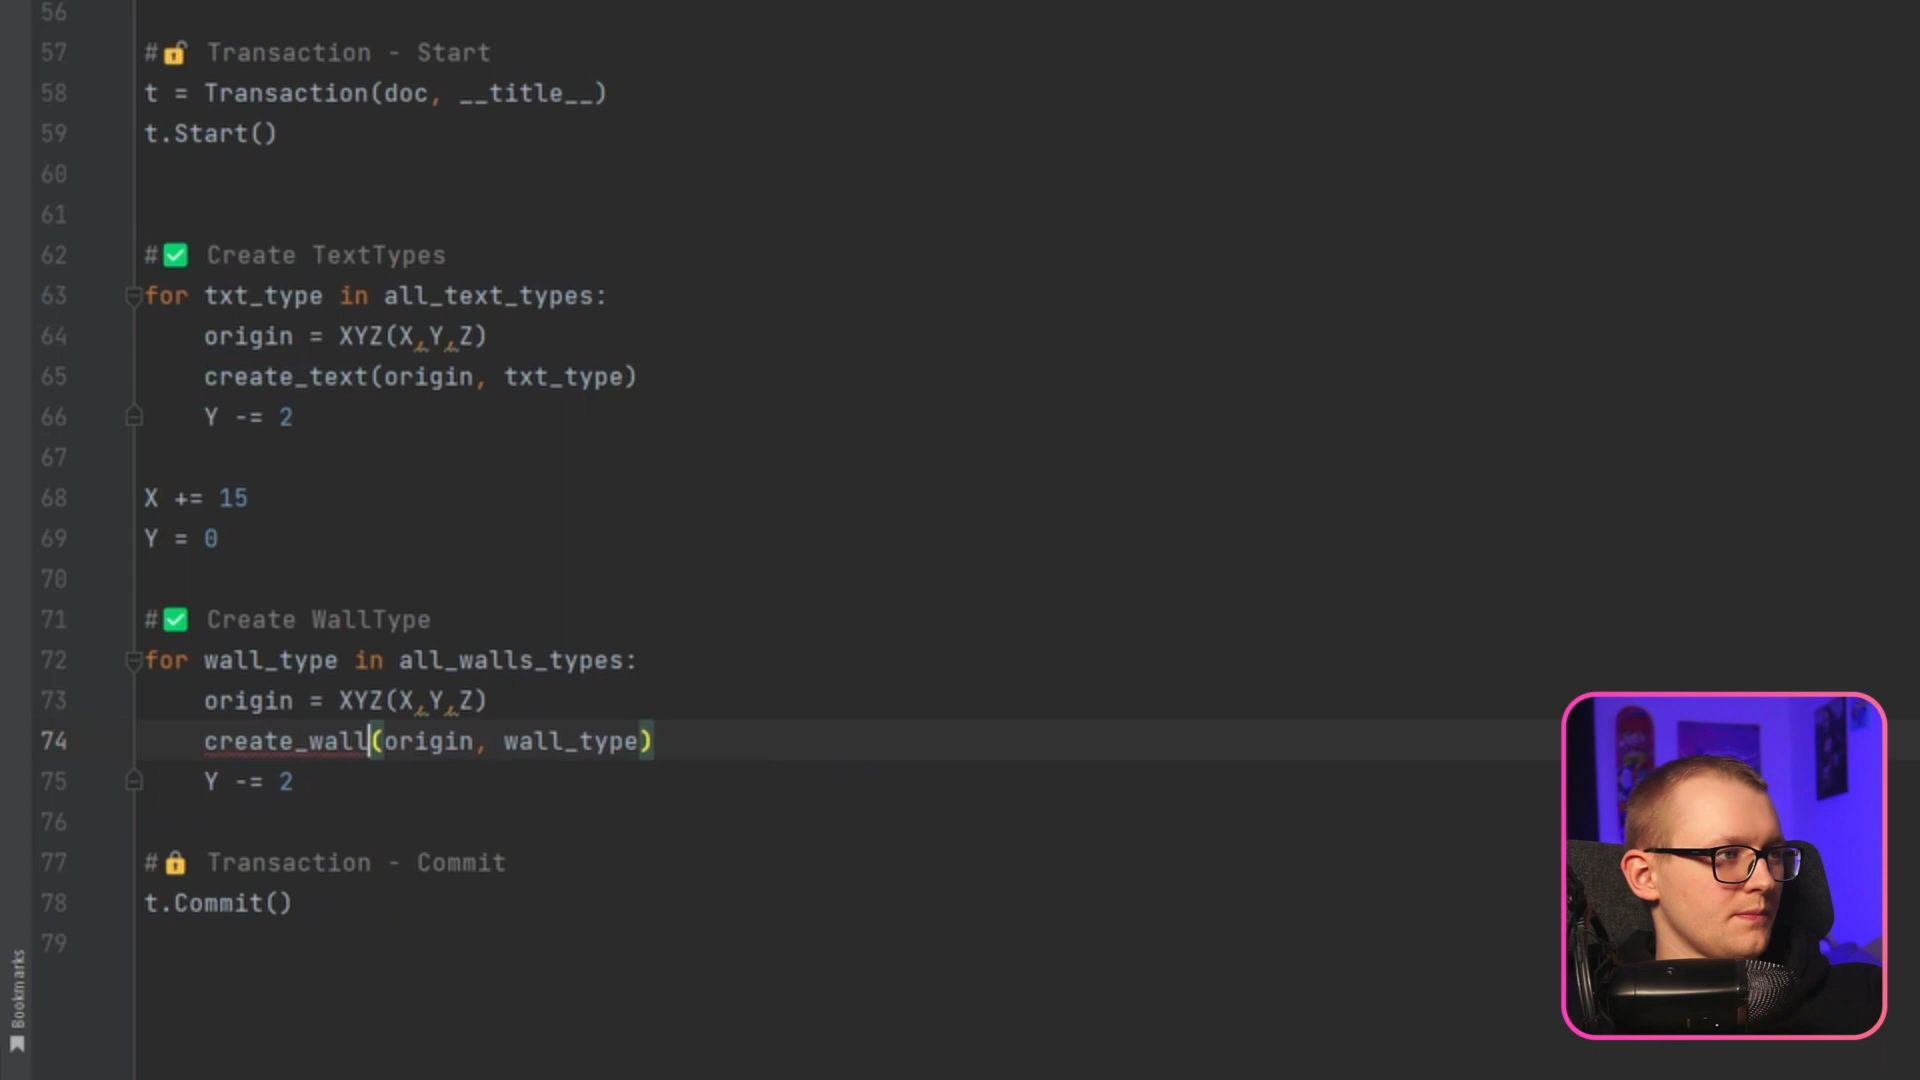 56
57 #🔓 Transaction - Start
58 t = Transaction(doc, __title__)
59 t.Start()
60
61
62 #✅ Create TextTypes
63 for txt_type in all_text_types:
64     origin = XYZ(X,Y,Z)
65     create_text(origin, txt_type)
66     Y -= 2
67
68 X += 15
69 Y = 0
70
71 #✅ Create WallType
72 for wall_type in all_walls_types:
73     origin = XYZ(X,Y,Z)
74     create_wall(origin, wall_type)
75     Y -= 2
76
77 #🔒 Transaction - Commit
78 t.Commit()
79
Bookmarks